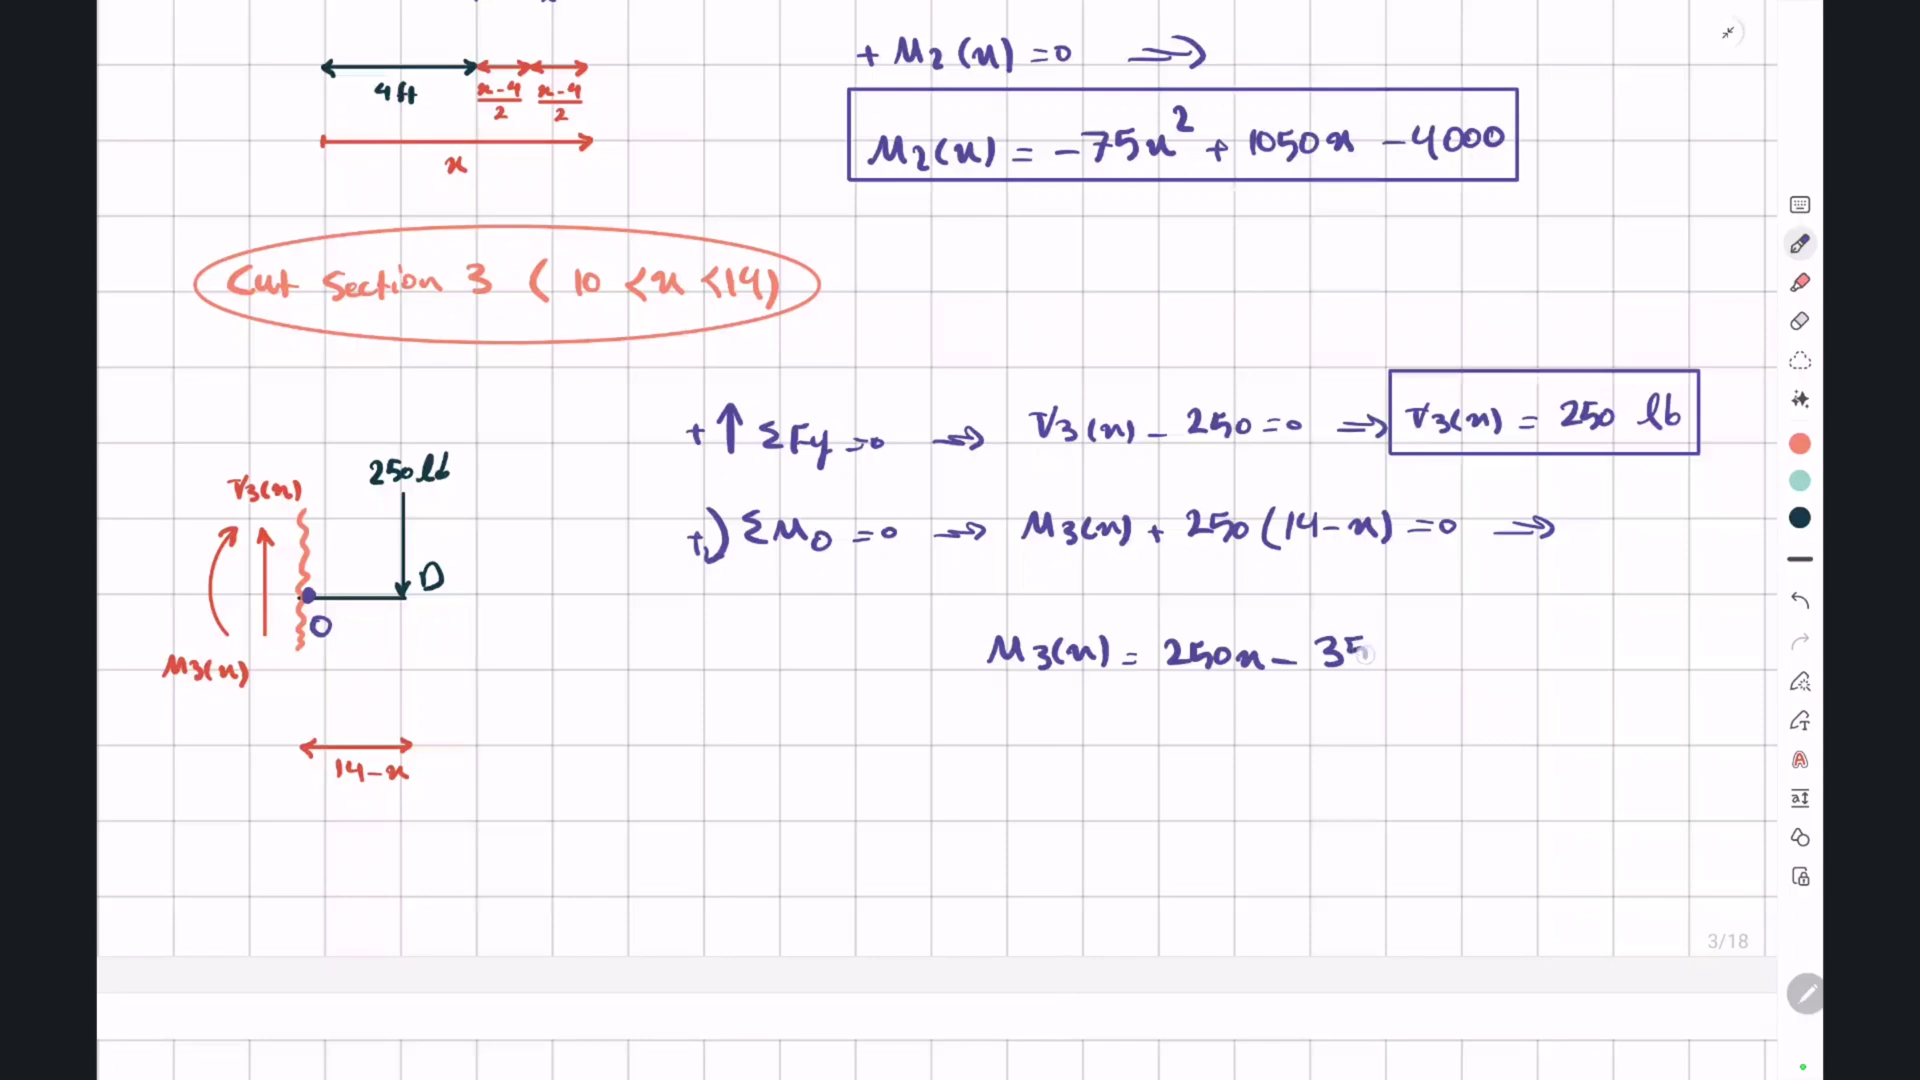 + M2(x) = 0 ⟹
4 ft
x-4/2 x-4/2
x
M2(x) = -75x² + 1050x - 4000
Cut Section 3 ( 10 < x < 14)
+↑ ΣFy = 0 ⟹ V3(x) - 250 = 0 ⟹ V3(x) = 250 lb
250 lb
V3(x)
+ ΣMO = 0 ⟹ M3(x) + 250 (14-x) = 0 ⟹
D
O
M3(x)
M3(x) = 250x - 35
14-x
3/18